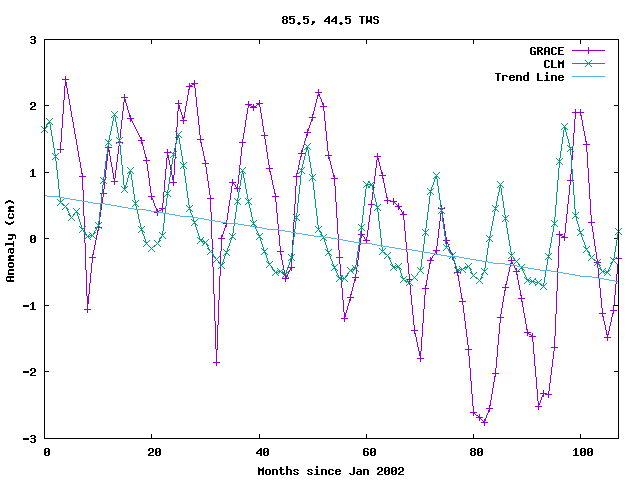 85.5, 44.5 TWS
GRACE
CLM
Trend Line
3
2
1
0
-1
-2
-3
Anomaly (cm)
0 20 40 60 80 100
Months since Jan 2002